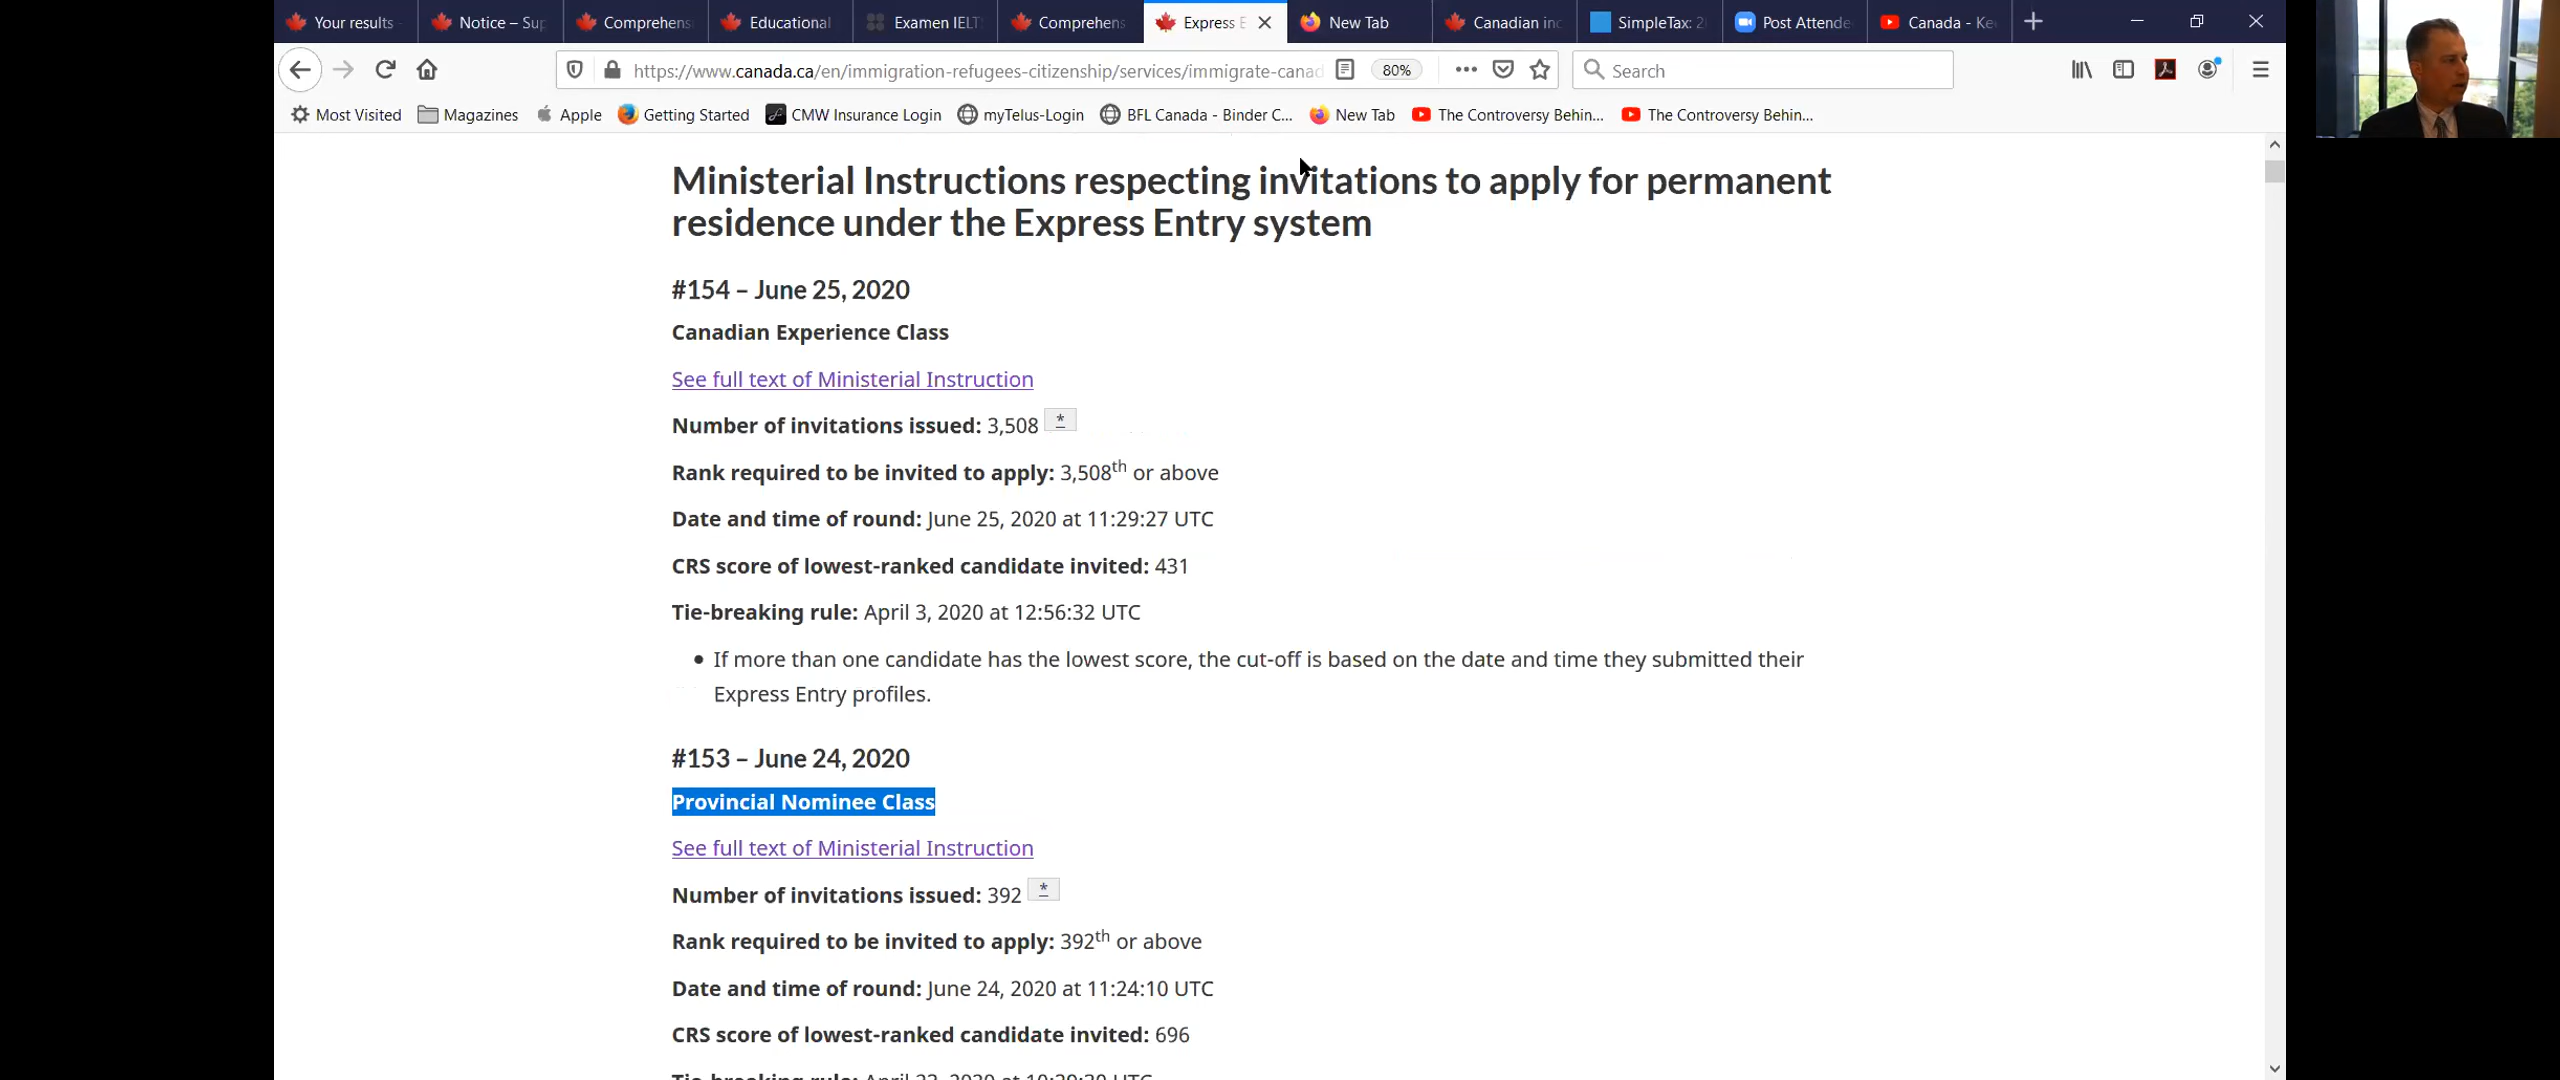 Your results
Notice – Sup
Comprehens
Educational
Examen IELT
Comprehens
Express E
New Tab
Canadian inc
SimpleTax: 2
Post Attende
Canada - Kee
https://www.canada.ca/en/immigration-refugees-citizenship/services/immigrate-canad
80%
Search
Most Visited
Magazines
Apple
Getting Started
CMW Insurance Login
myTelus-Login
BFL Canada - Binder C...
New Tab
The Controversy Behin...
The Controversy Behin...
Ministerial Instructions respecting invitations to apply for permanent
residence under the Express Entry system
#154 – June 25, 2020
Canadian Experience Class
See full text of Ministerial Instruction
Number of invitations issued: 3,508 *
Rank required to be invited to apply: 3,508th or above
Date and time of round: June 25, 2020 at 11:29:27 UTC
CRS score of lowest-ranked candidate invited: 431
Tie-breaking rule: April 3, 2020 at 12:56:32 UTC
• If more than one candidate has the lowest score, the cut-off is based on the date and time they submitted their
Express Entry profiles.
#153 – June 24, 2020
Provincial Nominee Class
See full text of Ministerial Instruction
Number of invitations issued: 392 *
Rank required to be invited to apply: 392th or above
Date and time of round: June 24, 2020 at 11:24:10 UTC
CRS score of lowest-ranked candidate invited: 696